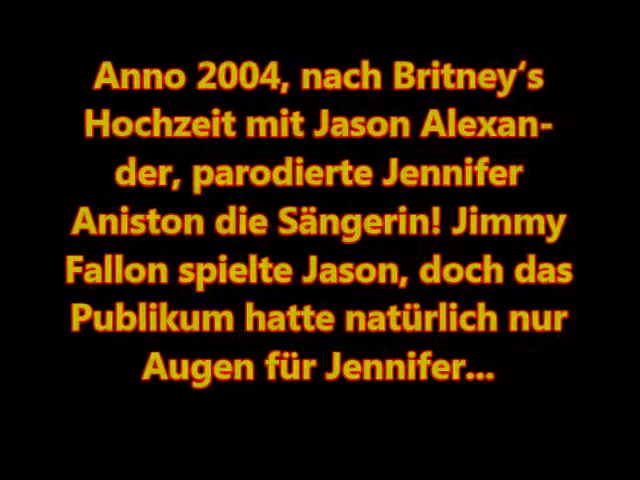 Anno 2004, nach Britney‘s
Hochzeit mit Jason Alexan-
der, parodierte Jennifer
Aniston die Sängerin! Jimmy
Fallon spielte Jason, doch das
Publikum hatte natürlich nur
Augen für Jennifer...